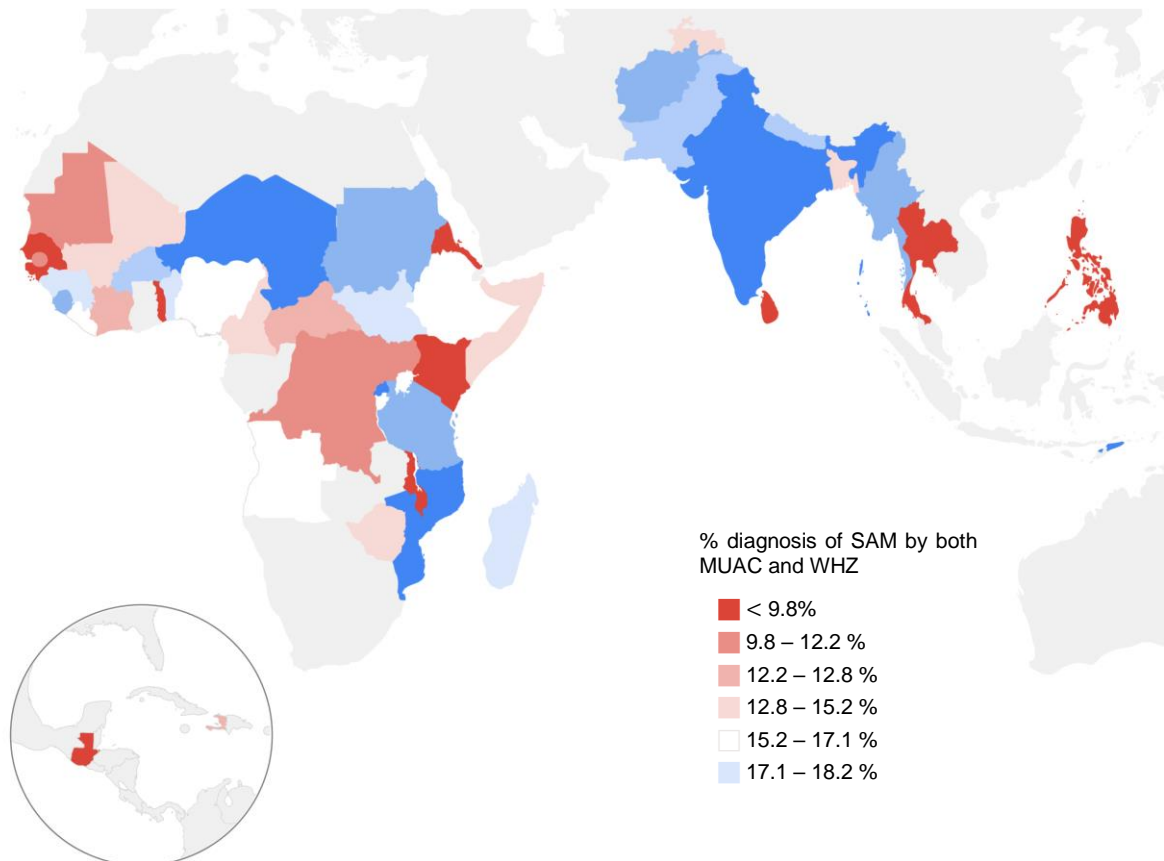 % diagnosis of SAM by both
MUAC and WHZ
< 9.8%
9.8 – 12.2 %
12.2 – 12.8 %
12.8 – 15.2 %
15.2 – 17.1 %
17.1 – 18.2 %